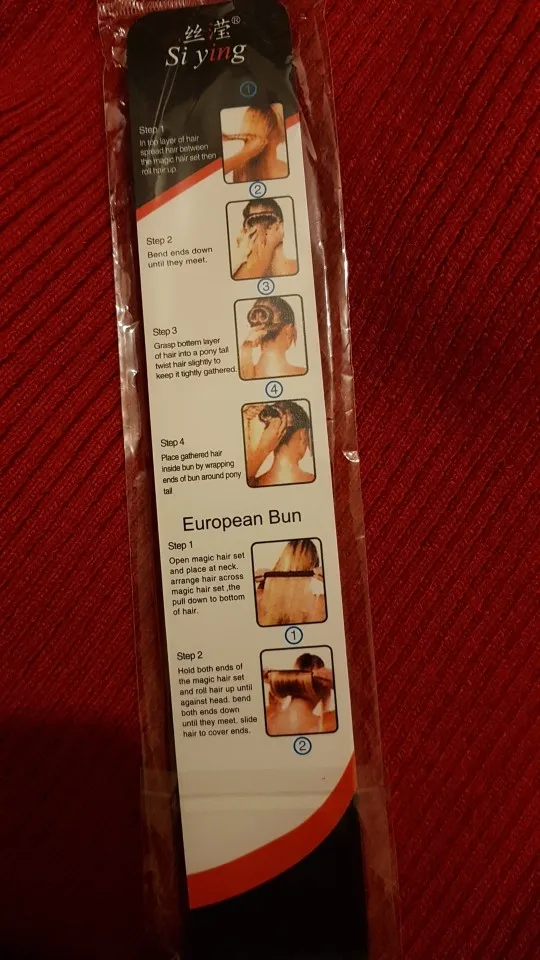 丝滢®
Si ying
1
Step 1
In top layer of hair
spread hair between
the magic hair set then
roll hair up.
2
Step 2
Bend ends down
until they meet.
3
Step 3
Grasp bottem layer
of hair into a pony tail
twist hair slightly to
keep it tightly gathered.
4
Step 4
Place gathered hair
inside bun by wrapping
ends of bun around pony
tail
European Bun
Step 1
Open magic hair set
and place at neck.
arrange hair across
magic hair set ,the
pull down to bottom
of hair.
1
Step 2
Hold both ends of
the magic hair set
and roll hair up until
against head. bend
both ends down
until they meet. slide
hair to cover ends.
2